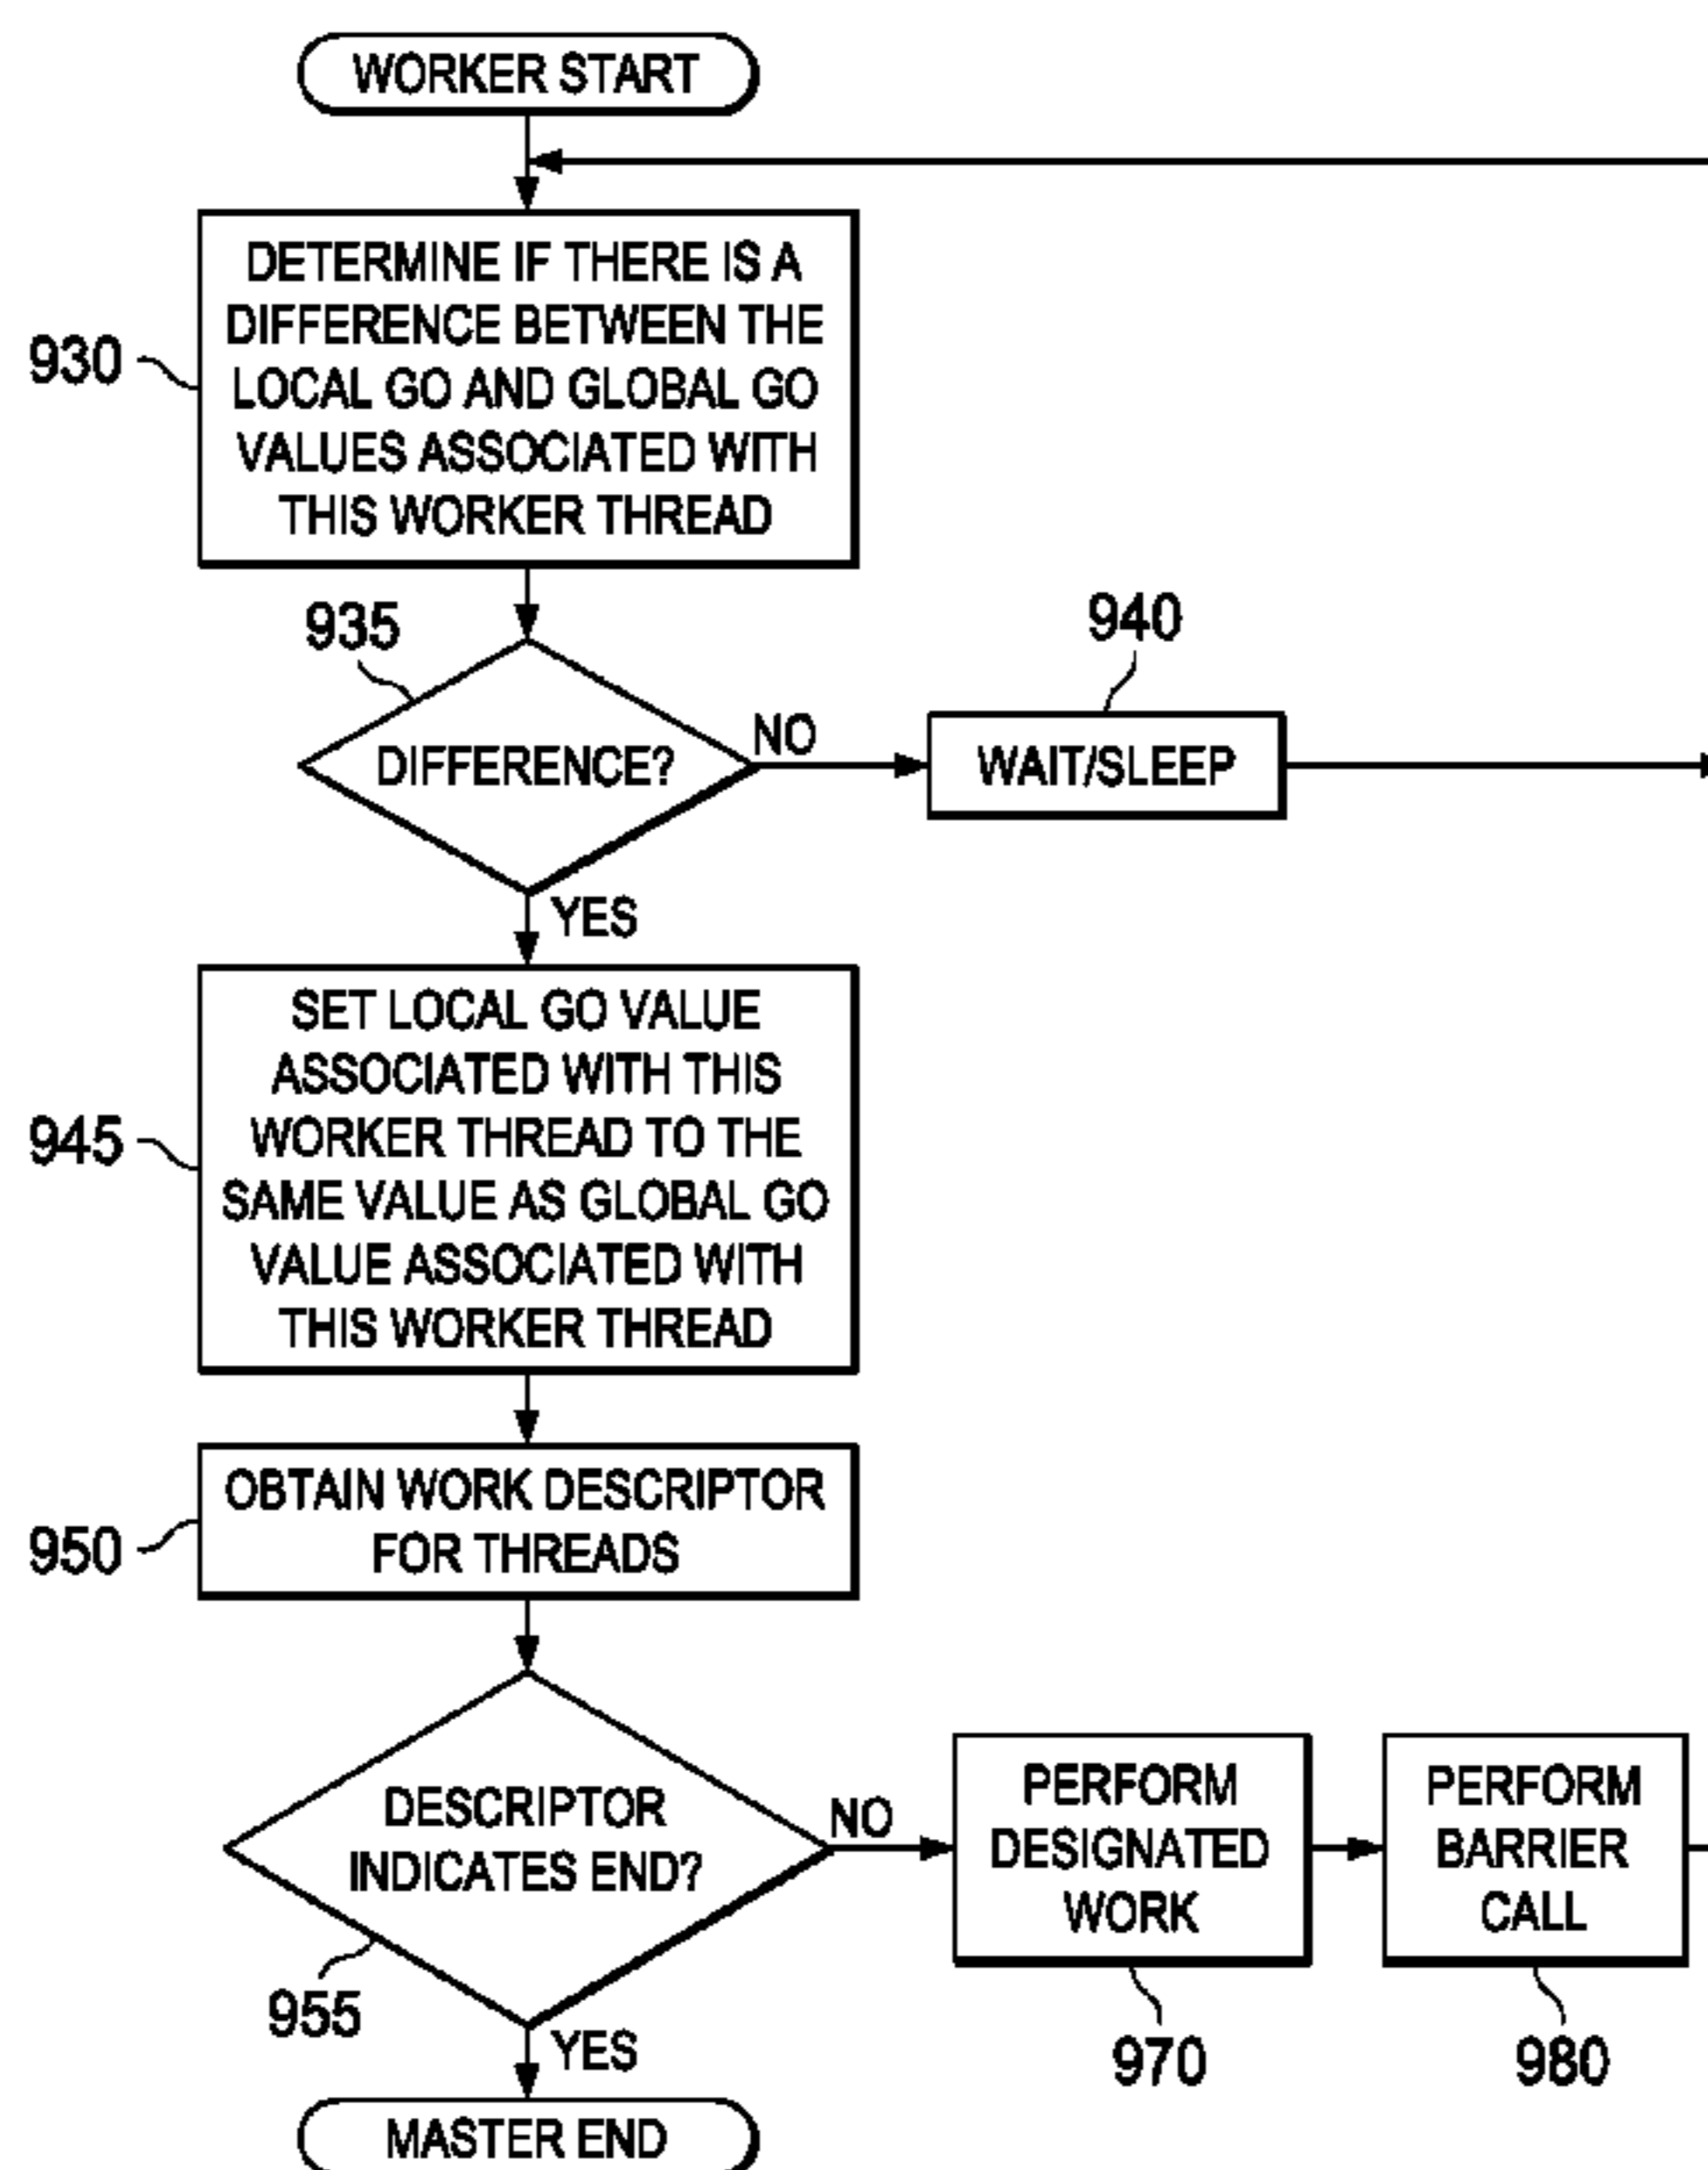 WORKER START
DETERMINE IF THERE IS A
DIFFERENCE BETWEEN THE
LOCAL GO AND GLOBAL GO
VALUES ASSOCIATED WITH
THIS WORKER THREAD
930
935
DIFFERENCE?
NO
940
WAIT/SLEEP
YES
SET LOCAL GO VALUE
ASSOCIATED WITH THIS
WORKER THREAD TO THE
SAME VALUE AS GLOBAL GO
VALUE ASSOCIATED WITH
THIS WORKER THREAD
945
OBTAIN WORK DESCRIPTOR
FOR THREADS
950
DESCRIPTOR
INDICATES END?
955
NO
PERFORM
DESIGNATED
WORK
970
PERFORM
BARRIER
CALL
980
YES
MASTER END